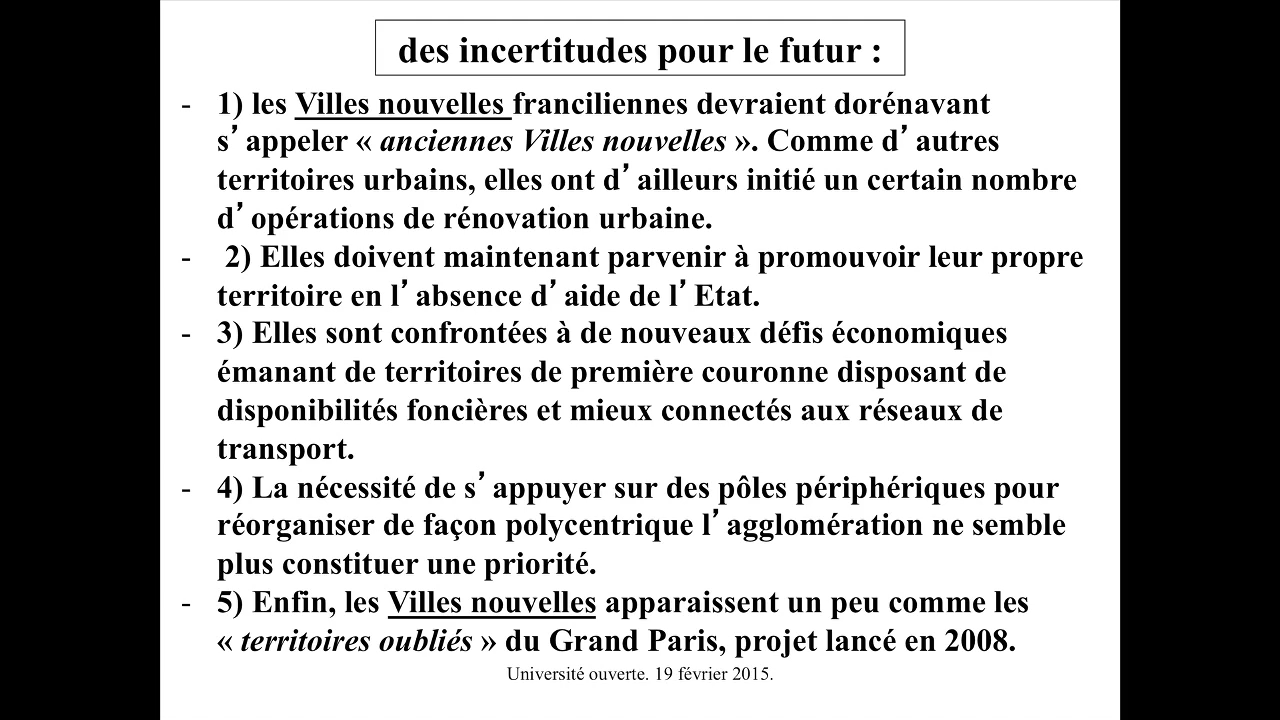 des incertitudes pour le futur :
- 1) les Villes nouvelles franciliennes devraient dorénavant
s’appeler « anciennes Villes nouvelles ». Comme d’autres
territoires urbains, elles ont d’ailleurs initié un certain nombre
d’opérations de rénovation urbaine.
- 2) Elles doivent maintenant parvenir à promouvoir leur propre
territoire en l’absence d’aide de l’Etat.
- 3) Elles sont confrontées à de nouveaux défis économiques
émanant de territoires de première couronne disposant de
disponibilités foncières et mieux connectés aux réseaux de
transport.
- 4) La nécessité de s’appuyer sur des pôles périphériques pour
réorganiser de façon polycentrique l’agglomération ne semble
plus constituer une priorité.
- 5) Enfin, les Villes nouvelles apparaissent un peu comme les
« territoires oubliés » du Grand Paris, projet lancé en 2008.
Université ouverte. 19 février 2015.